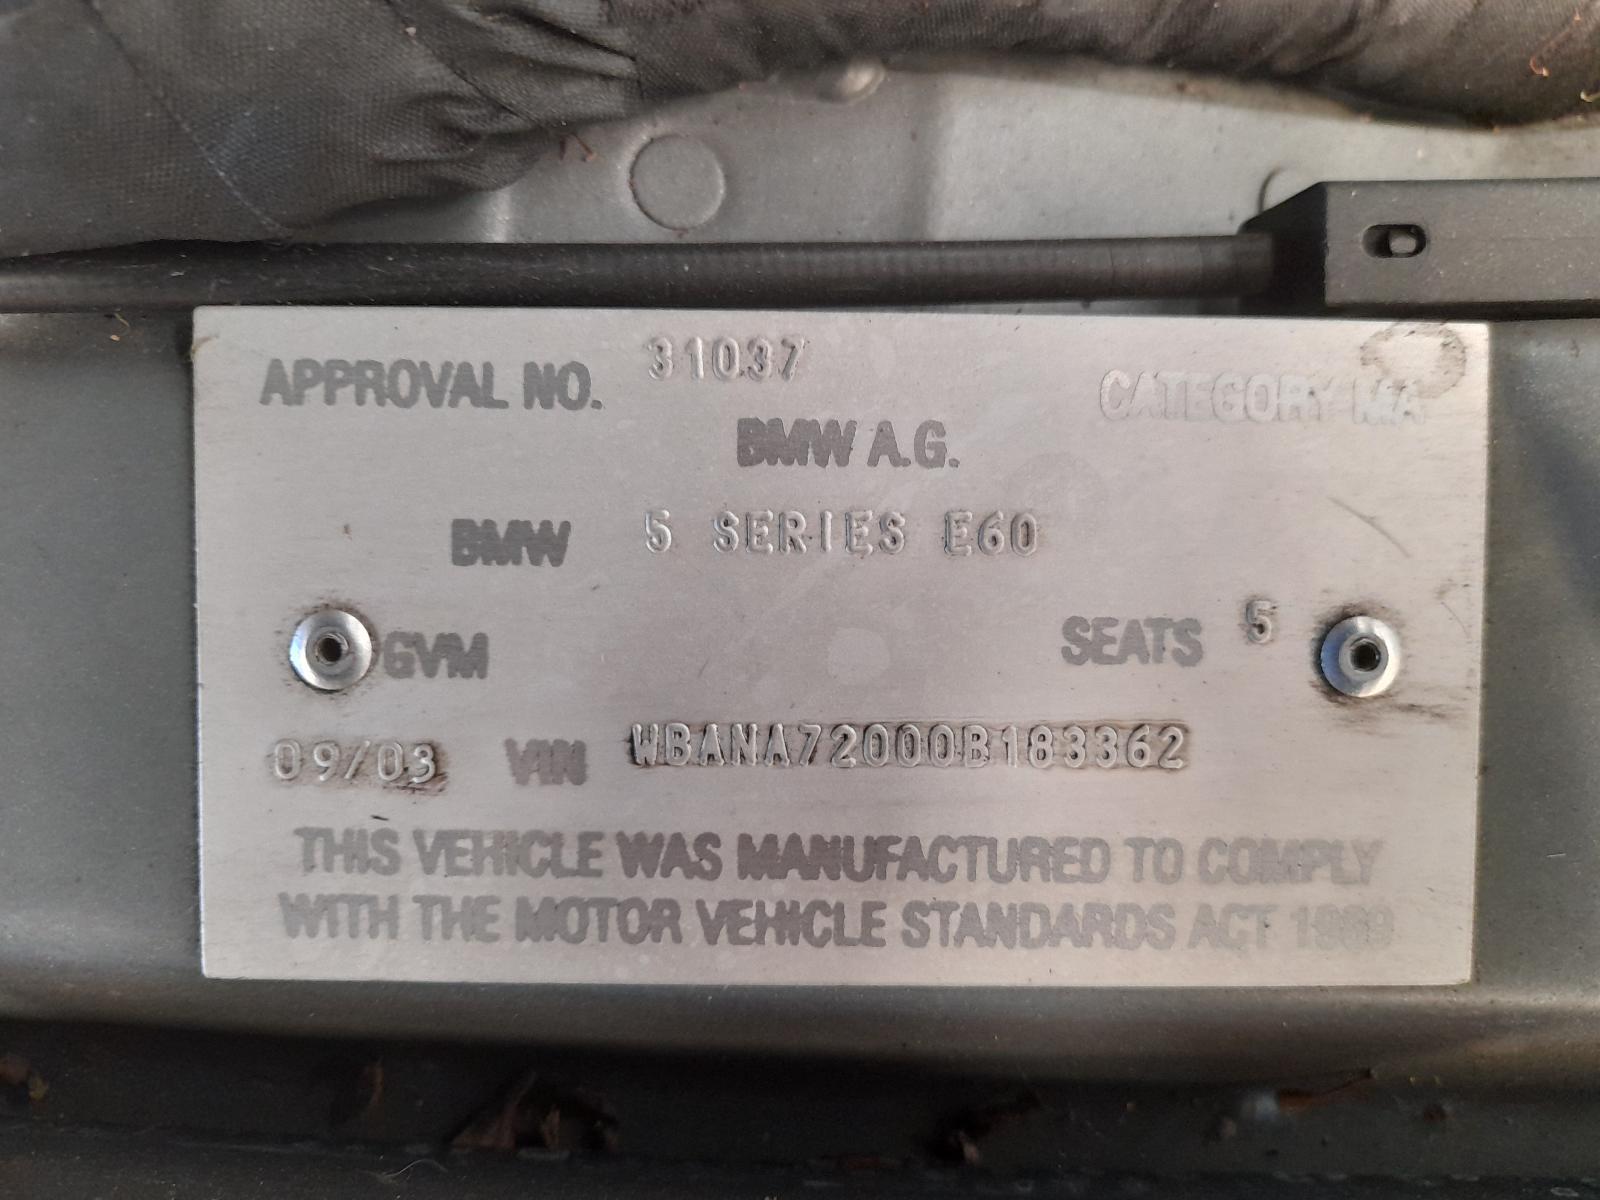 APPROVAL NO. 31037 CATEGORY MA
BMW A.G.
BMW 5 SERIES E60
GVM SEATS 5
09/03 VIN WBANA72000B183362
THIS VEHICLE WAS MANUFACTURED TO COMPLY
WITH THE MOTOR VEHICLE STANDARDS ACT 1989